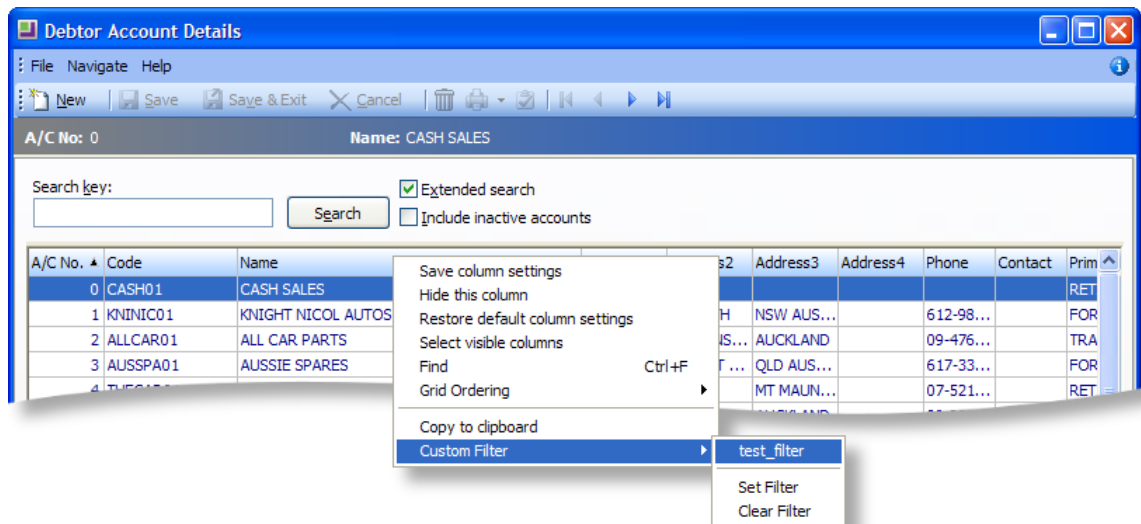 Debtor Account Details
File Navigate Help
New Save Save & Exit Cancel
A/C No: 0 Name: CASH SALES
Search key:
Search
Extended search
Include inactive accounts
A/C No. Code Name s2 Address3 Address4 Phone Contact Prim
0 CASH01 CASH SALES RET
1 KNINIC01 KNIGHT NICOL AUTOS H NSW AUS... 612-98... FOR
2 ALLCAR01 ALL CAR PARTS NS... AUCKLAND 09-476... TRA
3 AUSSPA01 AUSSIE SPARES T ... QLD AUS... 617-33... FOR
4 MT MAUN... 07-521... RET
Save column settings
Hide this column
Restore default column settings
Select visible columns
Find Ctrl+F
Grid Ordering
Copy to clipboard
Custom Filter
test_filter
Set Filter
Clear Filter